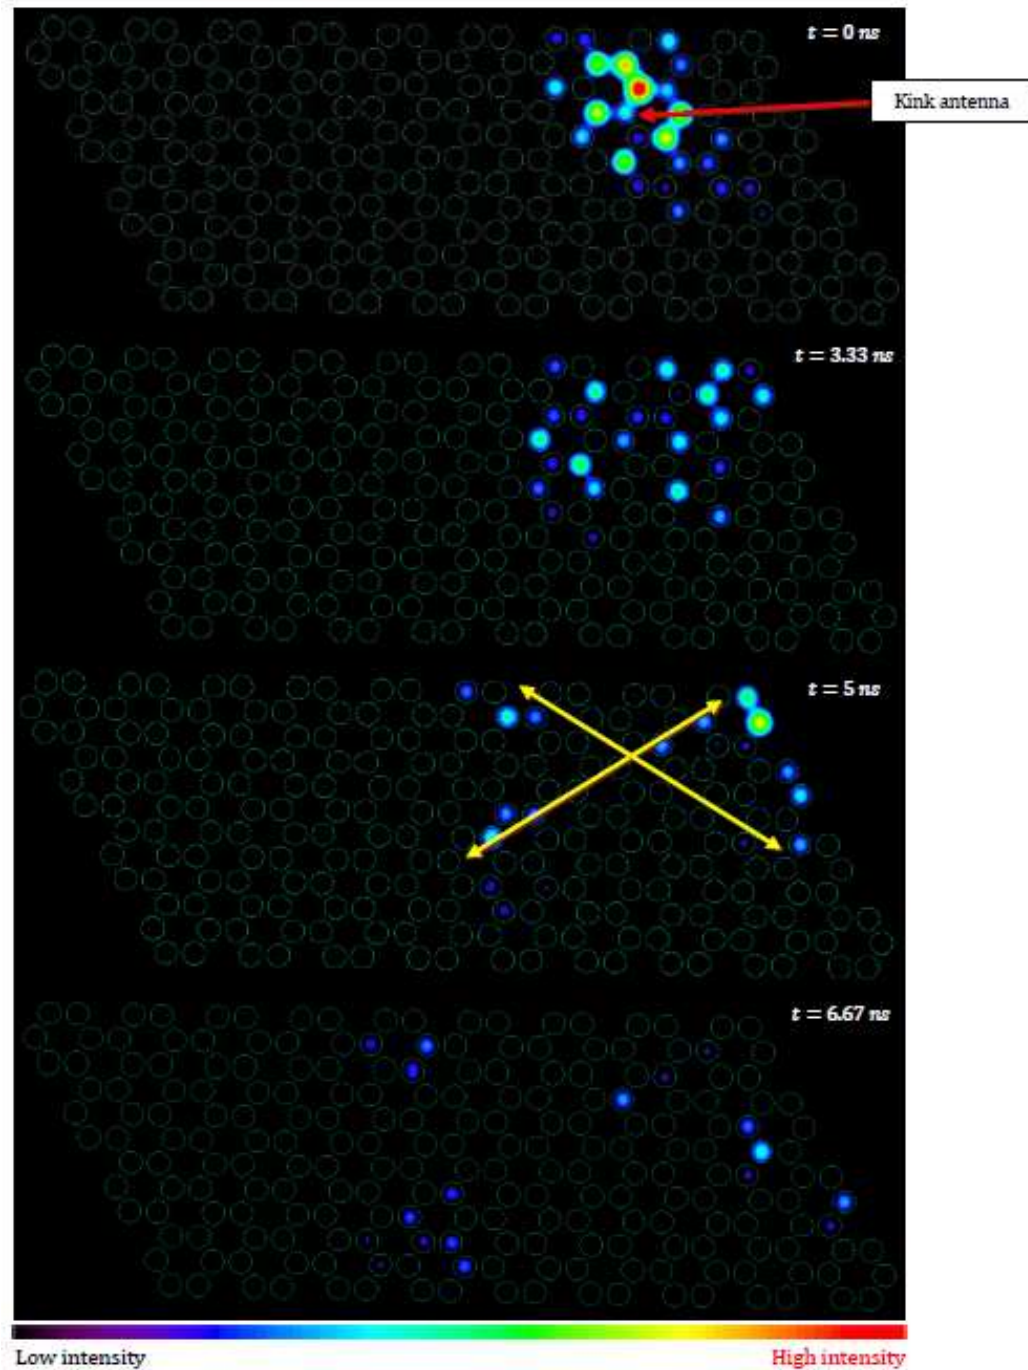 t = 0 ns
Kink antenna
t = 3.33 ns
t = 5 ns
t = 6.67 ns
Low intensity
High intensity